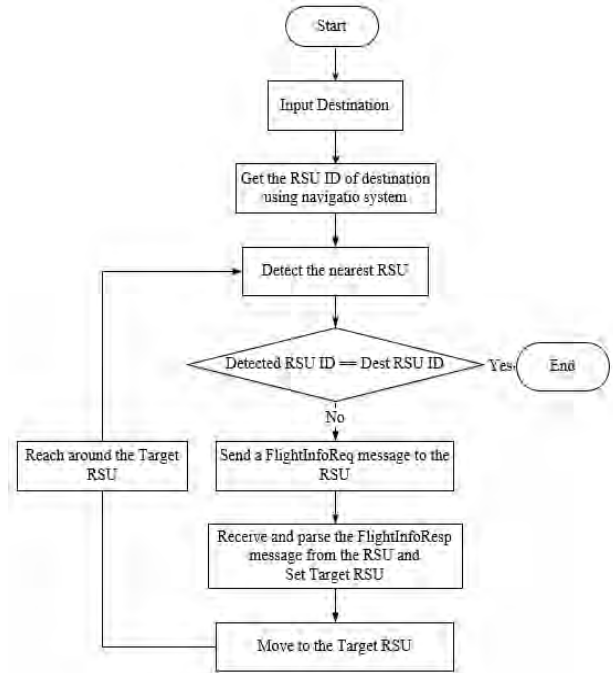 Start
Input Destination
Get the RSU ID of destination
using navigatio system
Detect the nearest RSU
Detected RSU ID == Dest RSU ID
Yes
End
No
Send a FlightInfoReq message to the
RSU
Reach around the Target
RSU
Receive and parse the FlightInfoResp
message from the RSU and
Set Target RSU
Move to the Target RSU